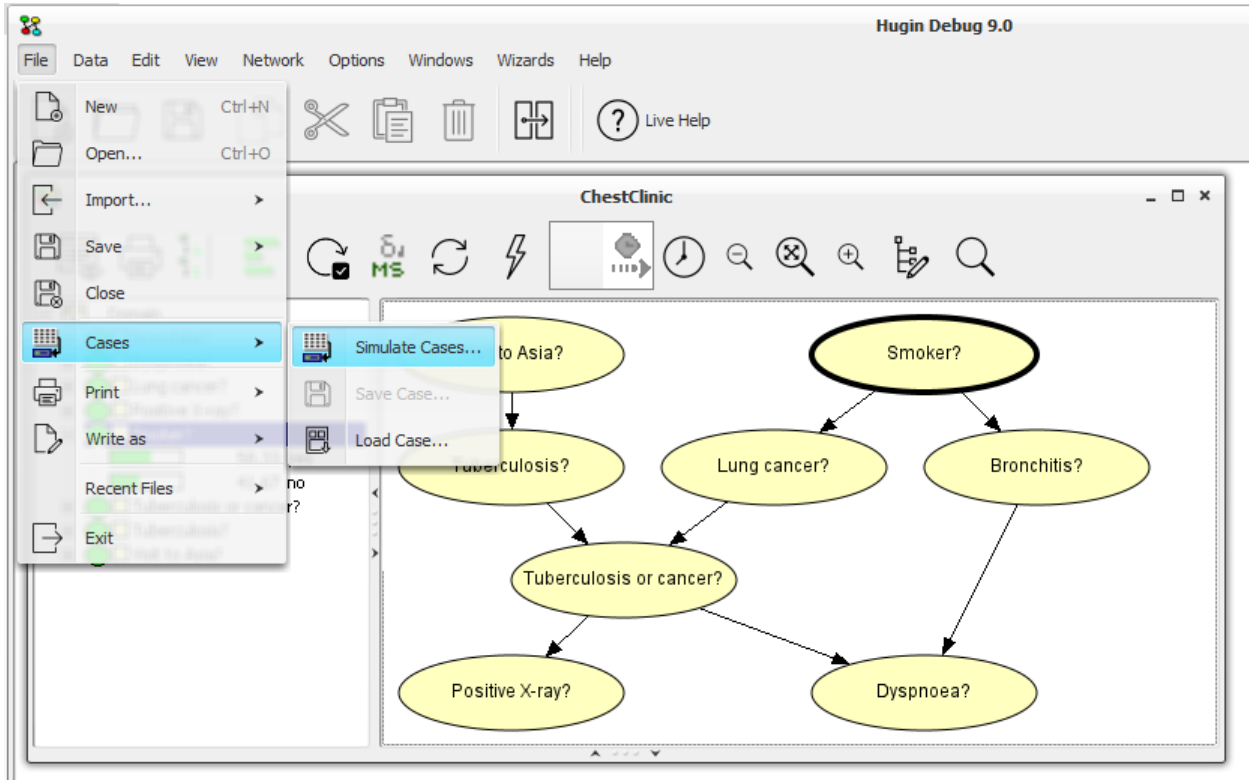 Hugin Debug 9.0
File Data Edit View Network Options Windows Wizards Help
New Ctrl+N
Open... Ctrl+O
Import...
Save
Close
Cases
Print
Write as
Recent Files
Exit
Live Help
ChestClinic
MS
Simulate Cases...
Save Case...
Load Case...
no
r?
to Asia?
Smoker?
Tuberculosis?
Lung cancer?
Bronchitis?
Tuberculosis or cancer?
Positive X-ray?
Dyspnoea?